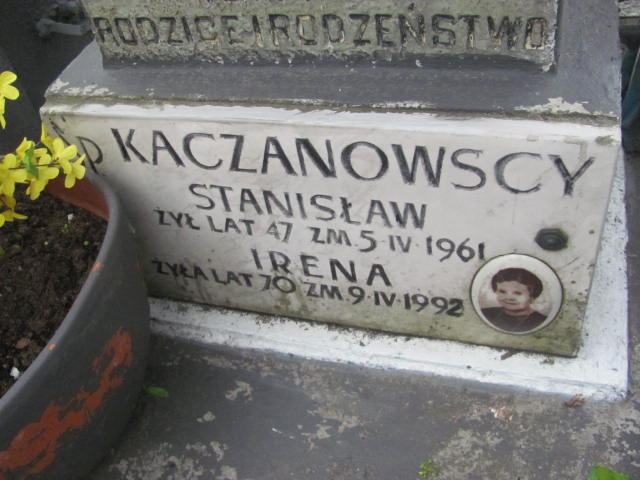 RODZICE I RODZEŃSTWO
ŚP KACZANOWSCY
STANISŁAW
ŻYŁ LAT 47 ZM. 5·IV·1961
IRENA
ŻYŁA LAT 70 ZM. 9·IV·1992